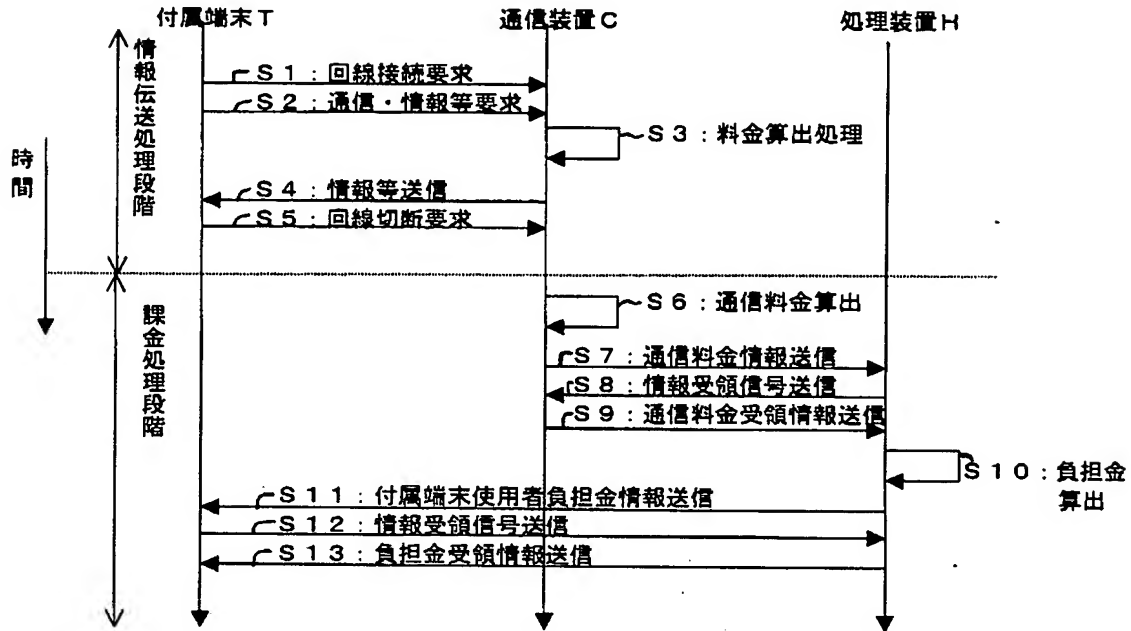 付属端末T
通信装置C
処理装置H
情報伝送処理段階
時間
S1：回線接続要求
S2：通信・情報等要求
S3：料金算出処理
S4：情報等送信
S5：回線切断要求
課金処理段階
S6：通信料金算出
S7：通信料金情報送信
S8：情報受領信号送信
S9：通信料金受領情報送信
S10：負担金
算出
S11：付属端末使用者負担金情報送信
S12：情報受領信号送信
S13：負担金受領情報送信